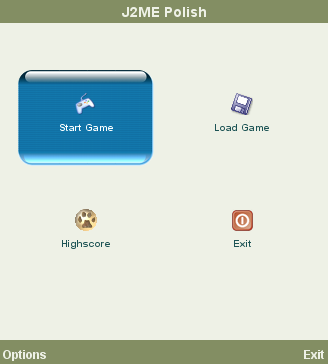 J2ME Polish
Start Game
Load Game
Highscore
Exit
Options
Exit